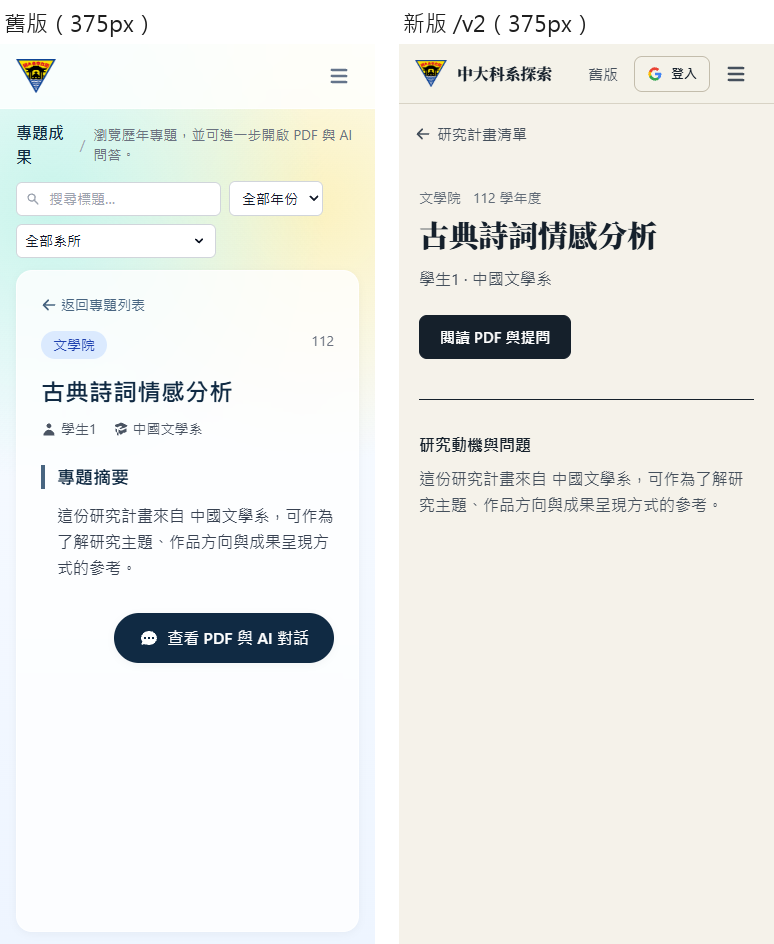 舊版（375px）
專題成果
/
瀏覽歷年專題，並可進一步開啟 PDF 與 AI
問答。
搜尋標題...
全部年份
全部系所
返回專題列表
文學院
112
古典詩詞情感分析
學生1
中國文學系
專題摘要
這份研究計畫來自 中國文學系，可作為
了解研究主題、作品方向與成果呈現方
式的參考。
查看 PDF 與 AI 對話
新版 /v2（375px）
中大科系探索
舊版
登入
研究計畫清單
文學院 112 學年度
古典詩詞情感分析
學生1 · 中國文學系
閱讀 PDF 與提問
研究動機與問題
這份研究計畫來自 中國文學系，可作為了解研
究主題、作品方向與成果呈現方式的參考。